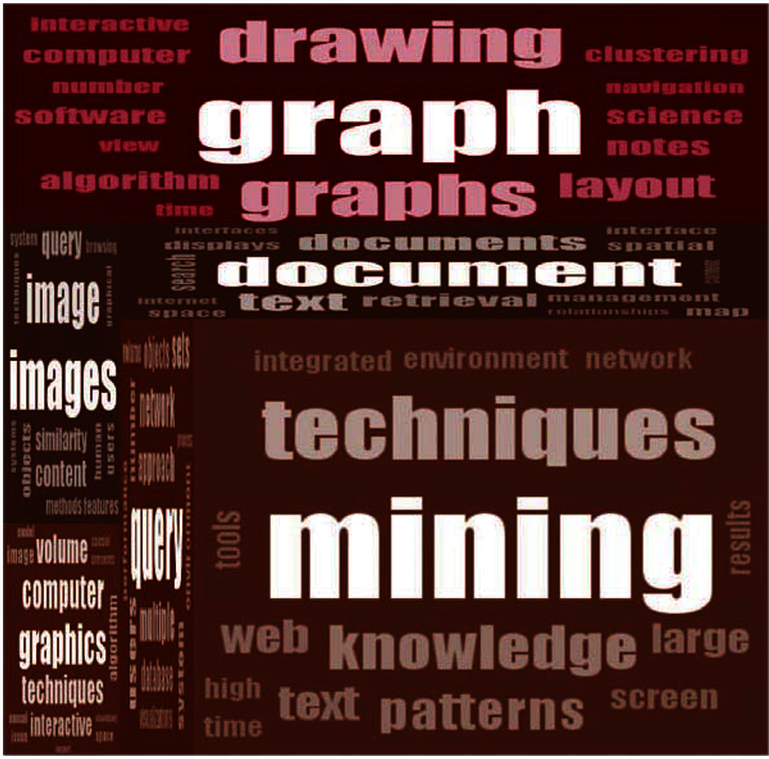 interactive
computer
number
software
view
algorithm
time
drawing
graph
graphs
clustering
navigation
science
notes
layout
interfaces
displays
documents
interface
spatial
search
document
internet
space
text
retrieval
management
relationships
map
system
query
browsing
techniques
image
graphical
images
systems
objects
similarity
content
human
users
methods
features
image
volume
computer
graphics
techniques
interactive
algorithm
space
volume
objects
sets
number
network
approach
performance
query
environment
users
multiple
database
system
integrated environment network
techniques
tools
mining
results
web knowledge large
high
text
patterns
screen
time